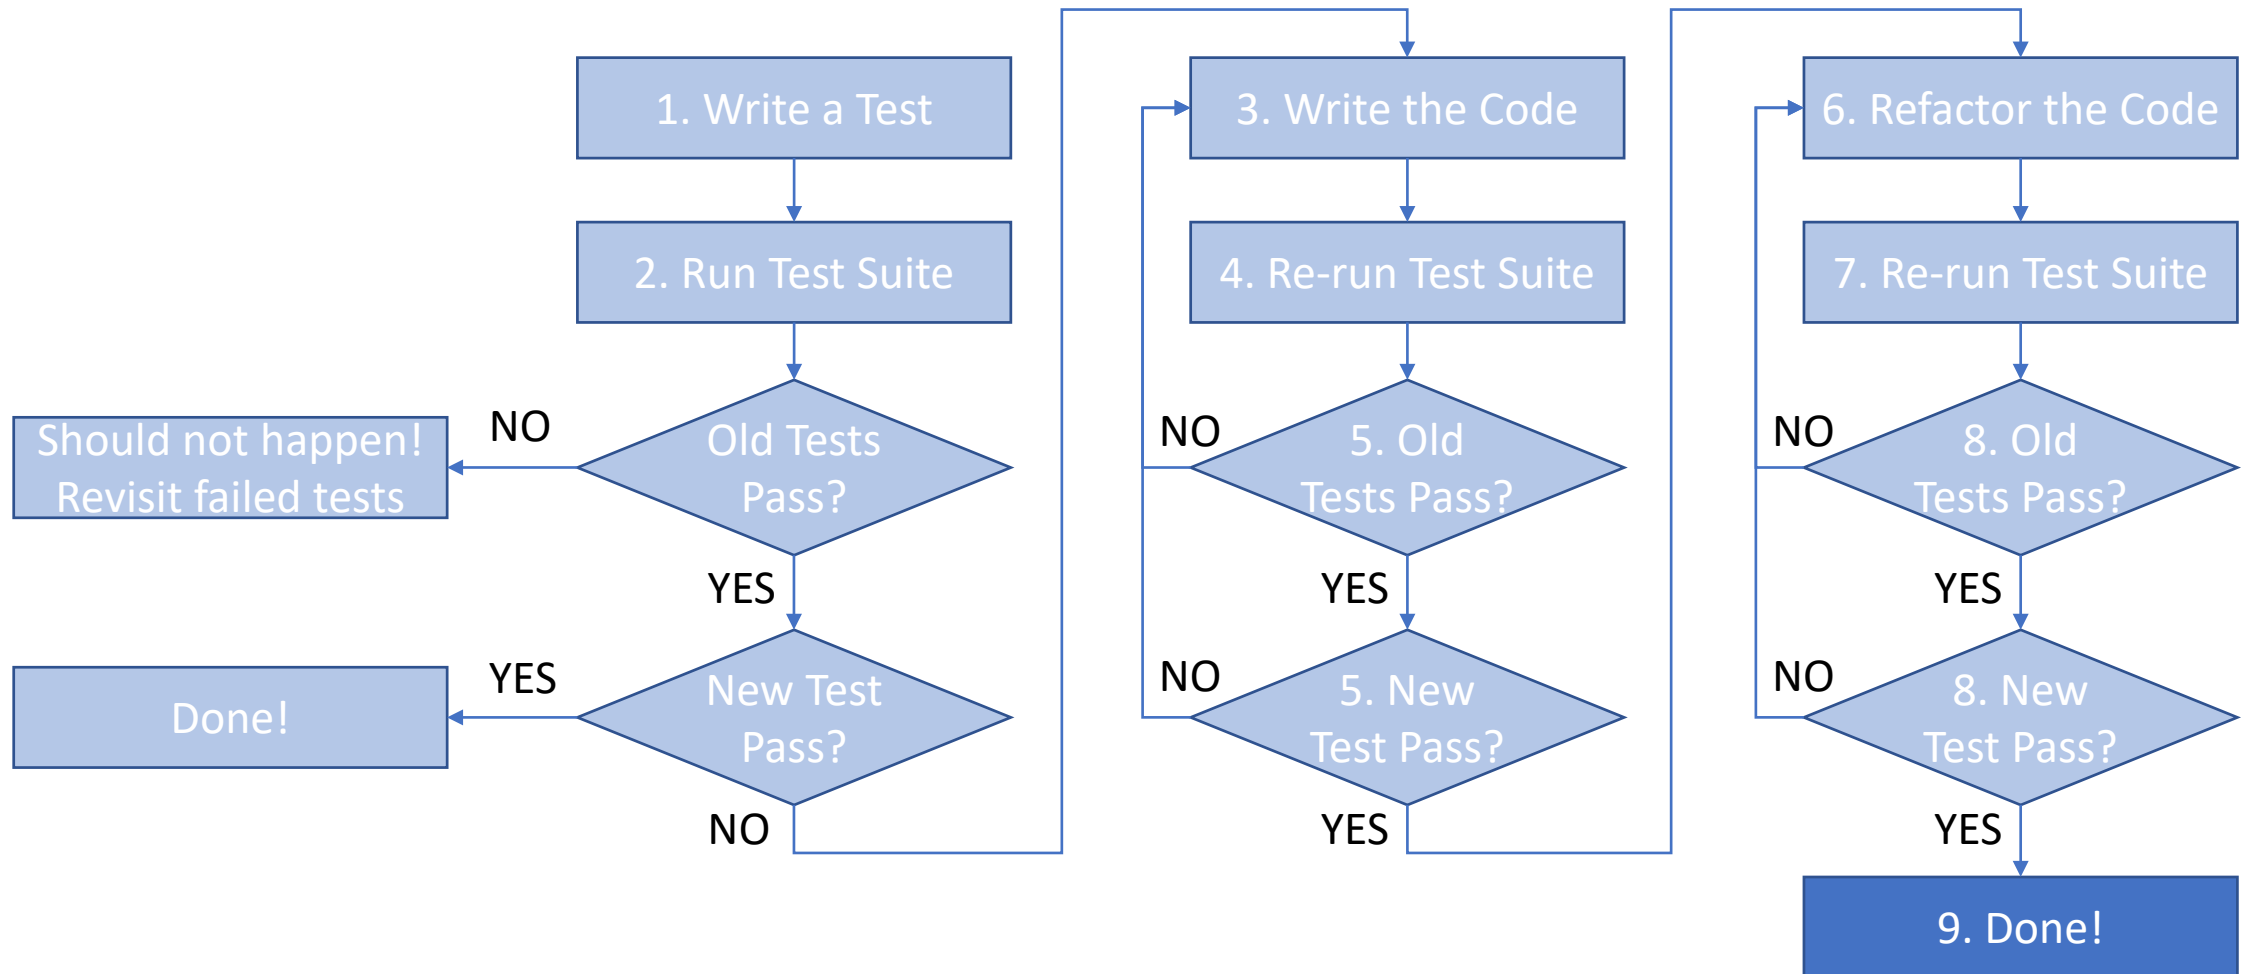 1. Write a Test
2. Run Test Suite
Old Tests
Pass?
NO
Should not happen!
Revisit failed tests
YES
New Test
Pass?
YES
Done!
NO
3. Write the Code
4. Re-run Test Suite
5. Old
Tests Pass?
NO
YES
5. New
Test Pass?
NO
YES
6. Refactor the Code
7. Re-run Test Suite
8. Old
Tests Pass?
NO
YES
8. New
Test Pass?
NO
YES
9. Done!